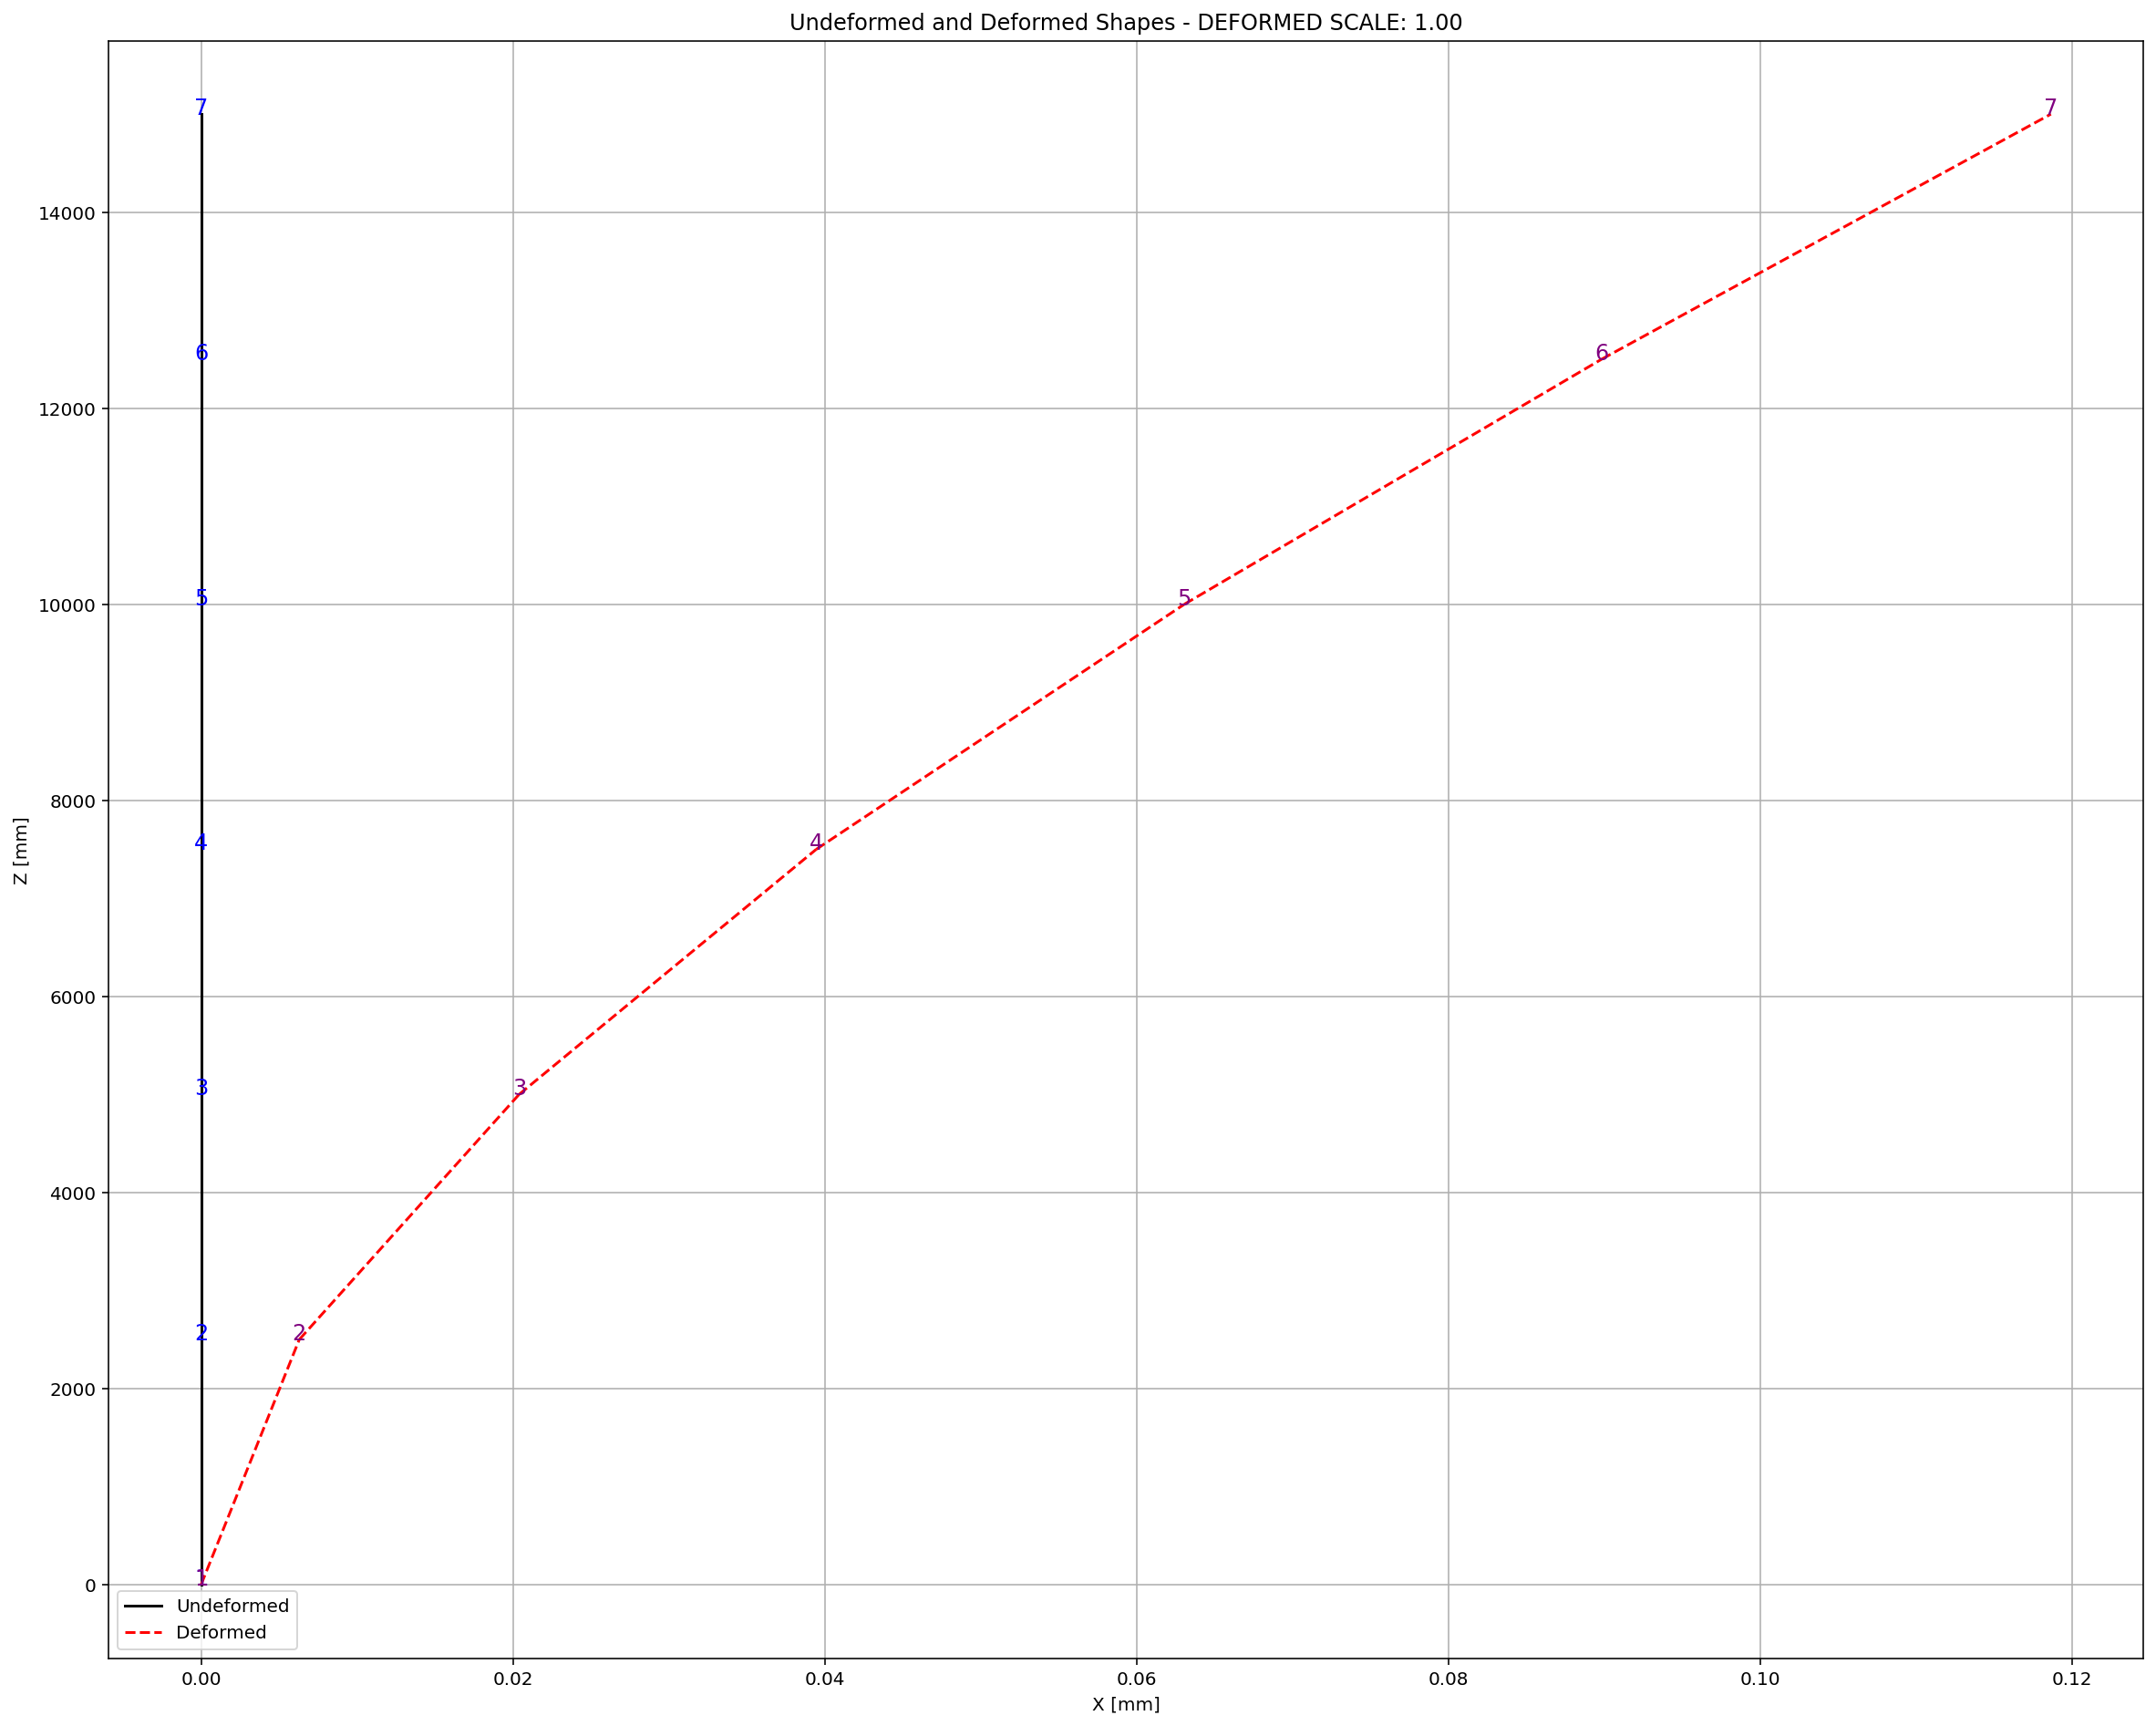 Undeformed and Deformed Shapes - DEFORMED SCALE: 1.00
7 7
14000
6 6
12000
5 5
10000
Z [mm]
8000
4 4
6000
3 3
4000
2 2
2000
1
0
Undeformed
Deformed
0.00 0.02 0.04 0.06 0.08 0.10 0.12
X [mm]